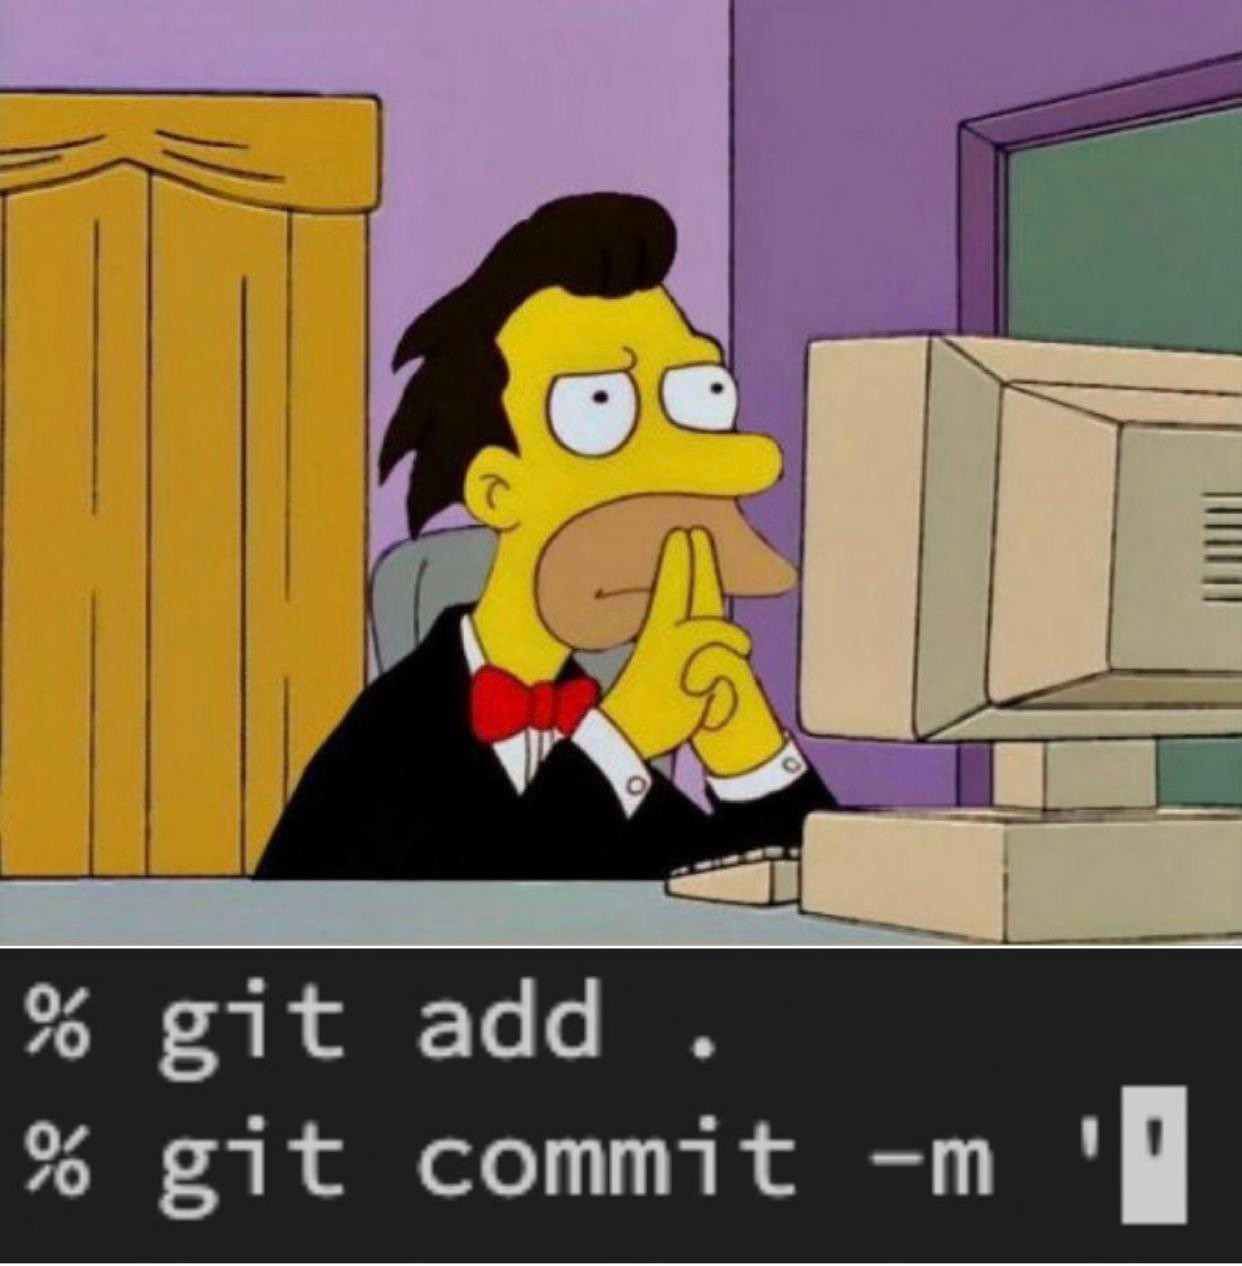 % git add .
% git commit -m ''